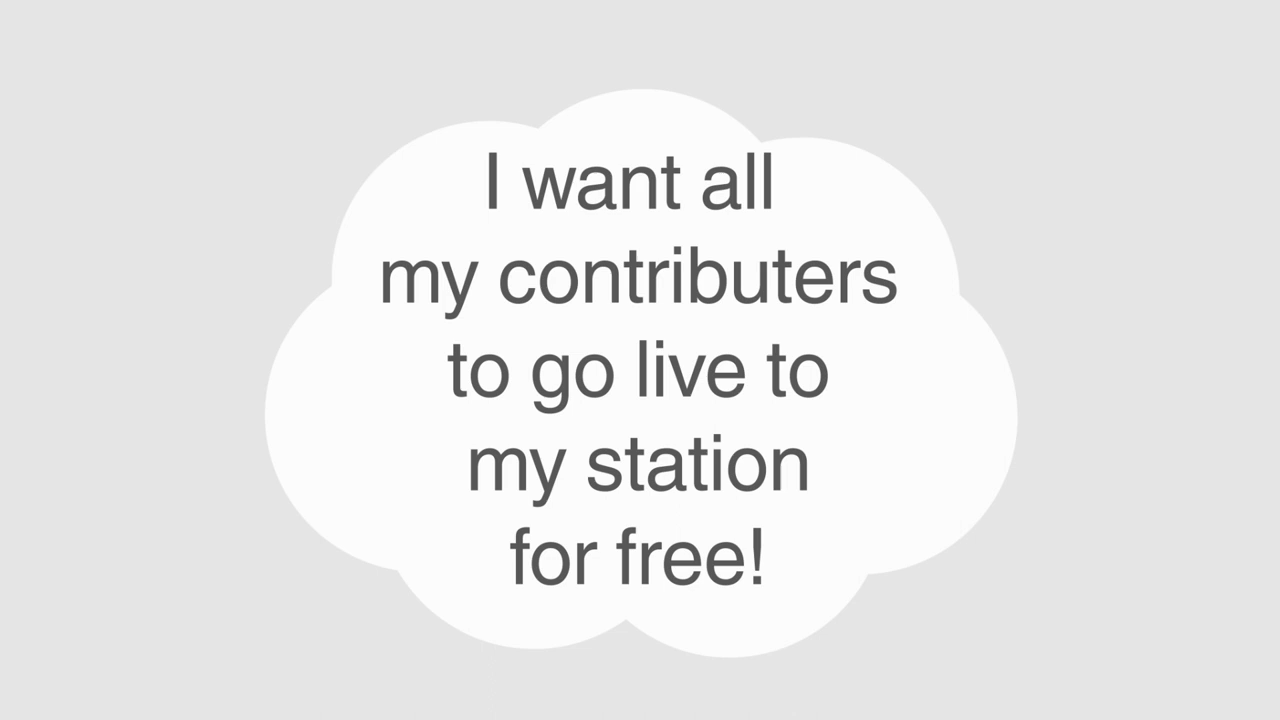 I want all
my contributers
to go live to
my station
for free!